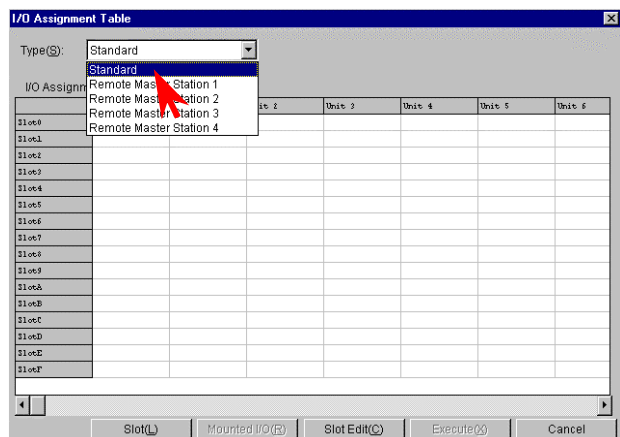 I/O Assignment Table
Type(S): Standard
Standard
Remote Master Station 1
Remote Master Station 2
Remote Master Station 3
Remote Master Station 4
I/O Assignm
nit 2 Unit 3 Unit 4 Unit 5 Unit 6
Slot0
Slot1
Slot2
Slot3
Slot4
Slot5
Slot6
Slot7
Slot8
Slot9
SlotA
SlotB
SlotC
SlotD
SlotE
SlotF
Slot(L) Mounted I/O(R) Slot Edit(C) Execute(X) Cancel